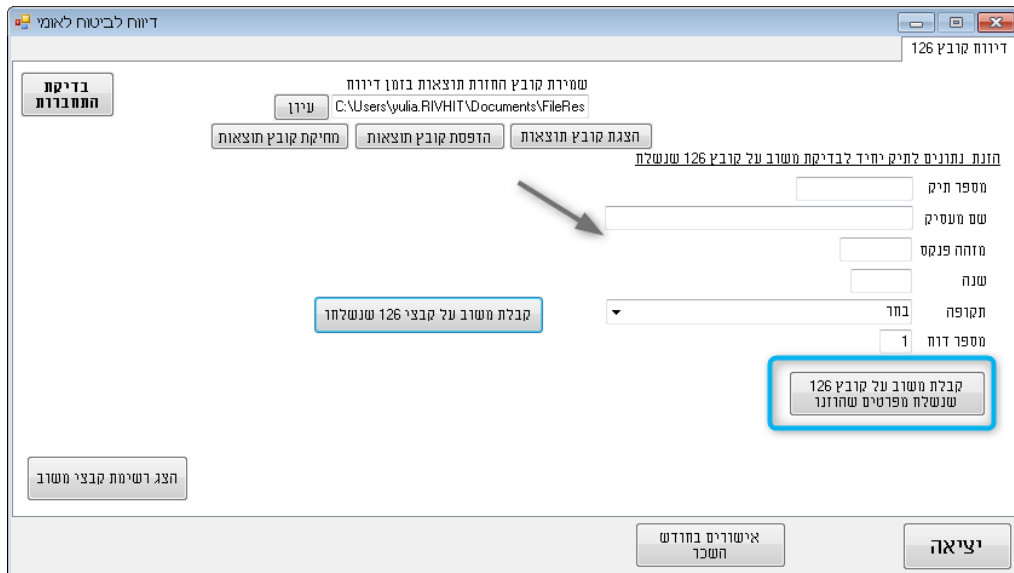 דיווח לביטוח לאומי
דיווח קובץ 126
בדיקת
התחברות
שמירת קובץ החזרת תוצאות בזמן דיווח
C:\Users\yulia.RIVHIT\Documents\FileRes
עיון
הצגת קובץ תוצאות
הדפסת קובץ תוצאות
מחיקת קובץ תוצאות
הזנת נתונים לתיק יחיד לבדיקת משוב על קובץ 126 שנשלח
מספר תיק
שם מעסיק
מזהה פנקס
שנה
תקופה בחר
קבלת משוב על קבצי 126 שנשלחו
מספר דוח 1
קבלת משוב על קובץ 126
שנשלח מפרטים שהוזנו
הצג רשימת קבצי משוב
אישורים בחודש
השכר
יציאה